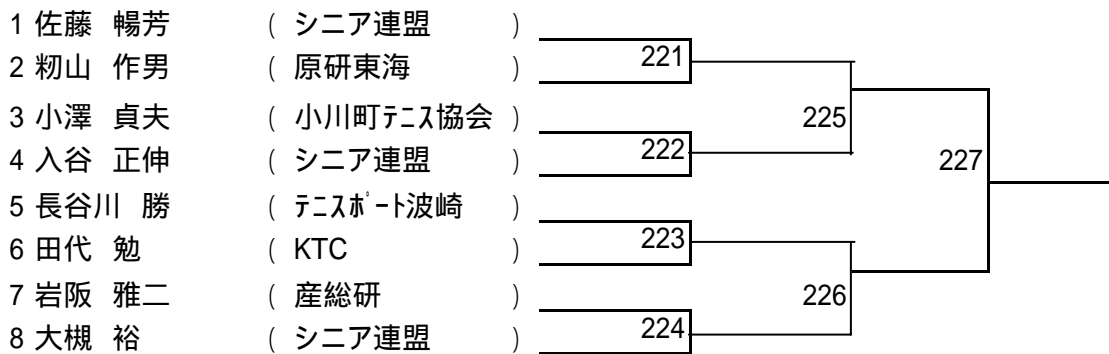 1 佐藤 暢芳 ( シニア連盟 )
2 籾山 作男 ( 原研東海 )
221
3 小澤 貞夫 ( 小川町ﾃﾆｽ協会 )
225
4 入谷 正伸 ( シニア連盟 )
222
227
5 長谷川 勝 ( ﾃﾆｽﾎﾟｰﾄ波崎 )
6 田代 勉 ( KTC )
223
7 岩阪 雅二 ( 産総研 )
226
8 大槻 裕 ( シニア連盟 )
224